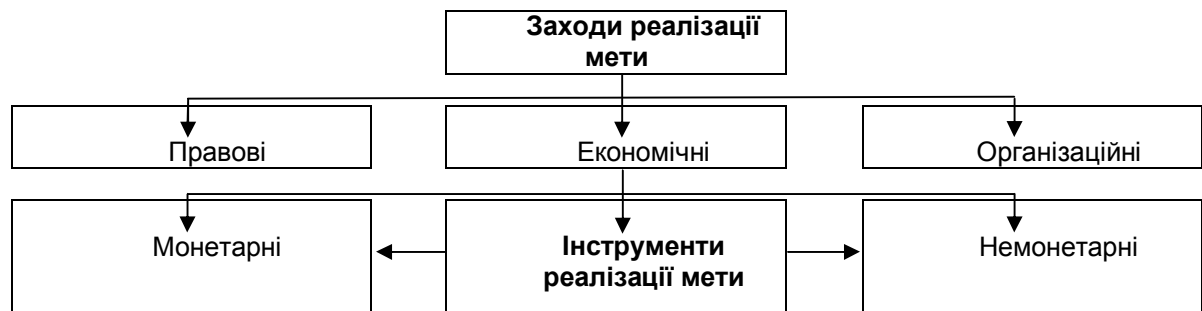 Заходи реалізації
мети
Правові
Економічні
Організаційні
Монетарні
Інструменти
реалізації мети
Немонетарні